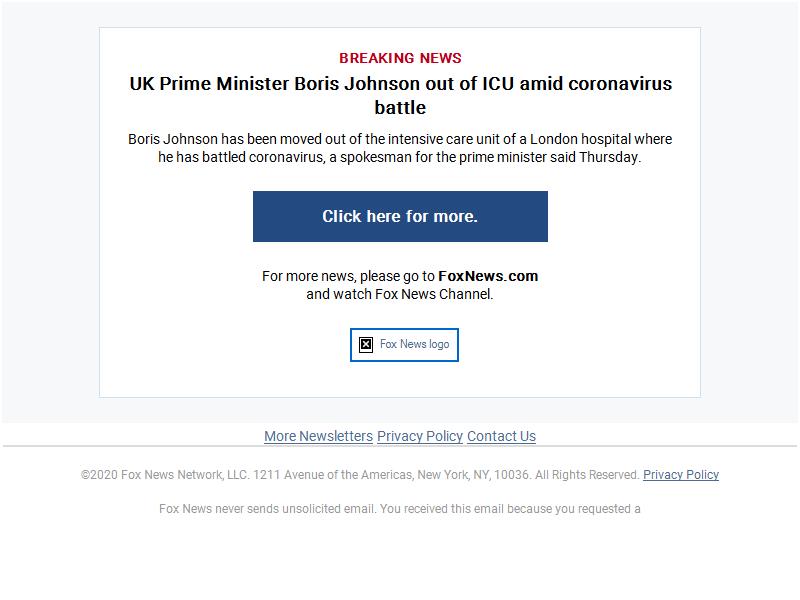 BREAKING NEWS
UK Prime Minister Boris Johnson out of ICU amid coronavirus
battle
Boris Johnson has been moved out of the intensive care unit of a London hospital where
he has battled coronavirus, a spokesman for the prime minister said Thursday.
Click here for more.
For more news, please go to FoxNews.com
and watch Fox News Channel.
Fox News logo
More Newsletters Privacy Policy Contact Us
©2020 Fox News Network, LLC. 1211 Avenue of the Americas, New York, NY, 10036. All Rights Reserved. Privacy Policy
Fox News never sends unsolicited email. You received this email because you requested a